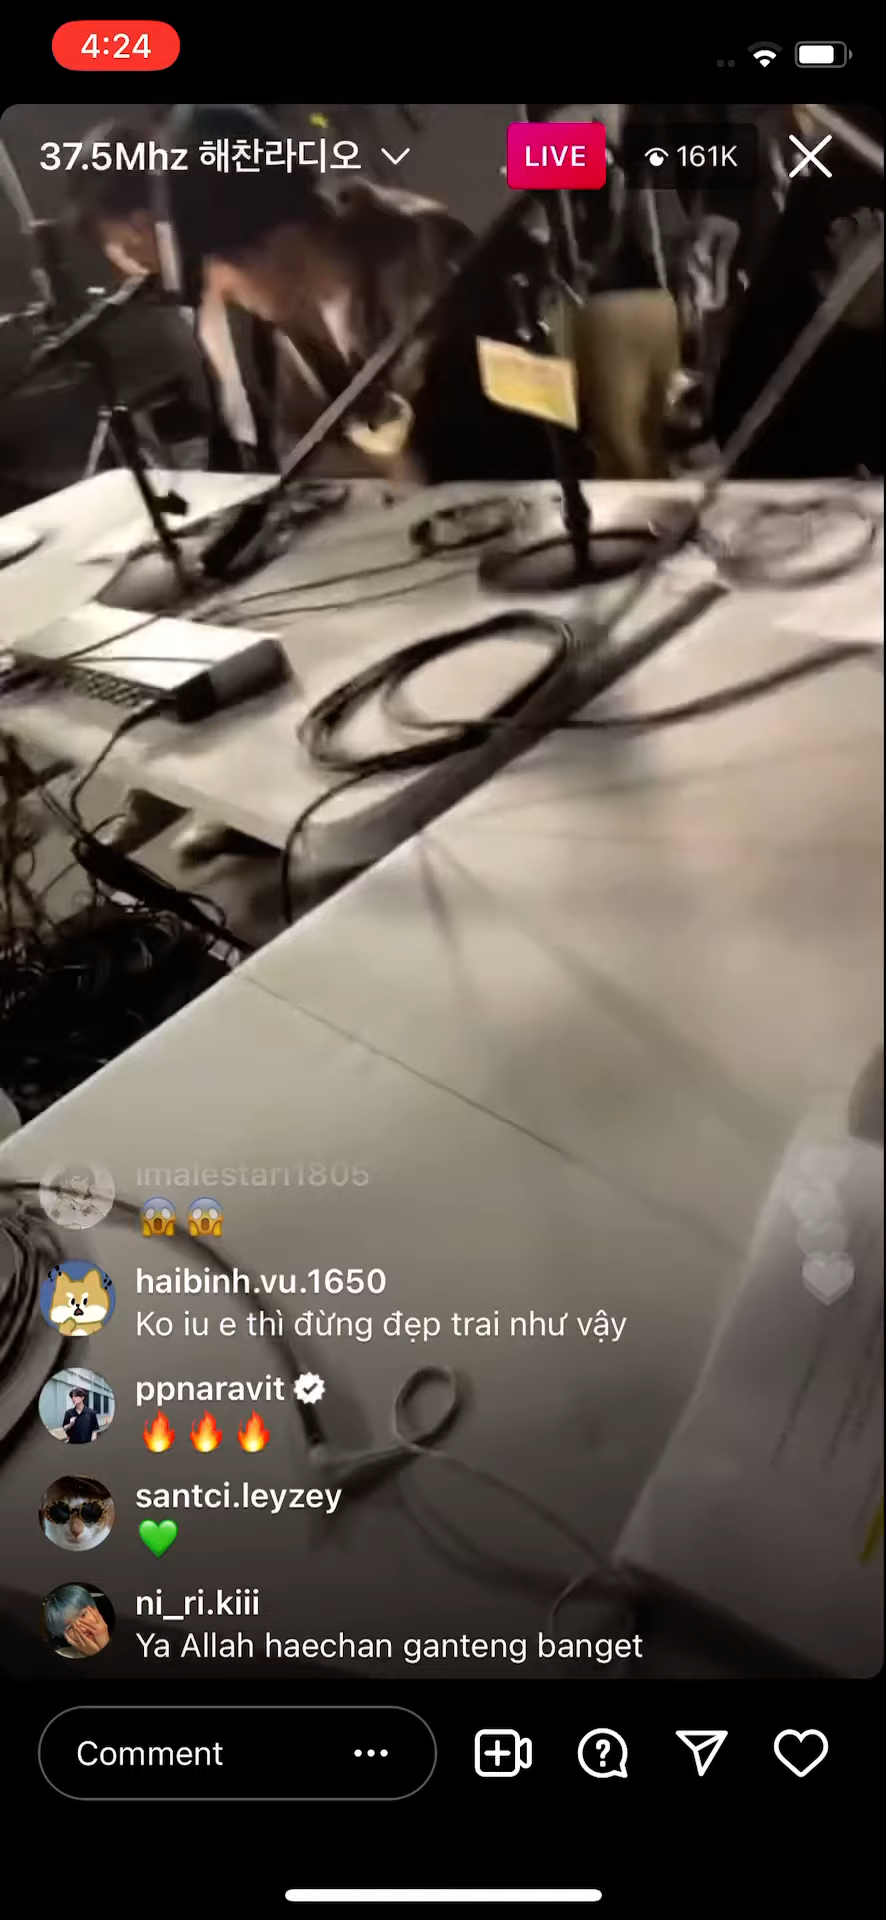 4:24
37.5Mhz 해찬라디오
LIVE
161K
imalestari1805
😱😱
haibinh.vu.1650
Ko iu e thì đừng đẹp trai như vậy
ppnaravit
🔥🔥🔥
santci.leyzey
💚
ni_ri.kiii
Ya Allah haechan ganteng banget
Comment